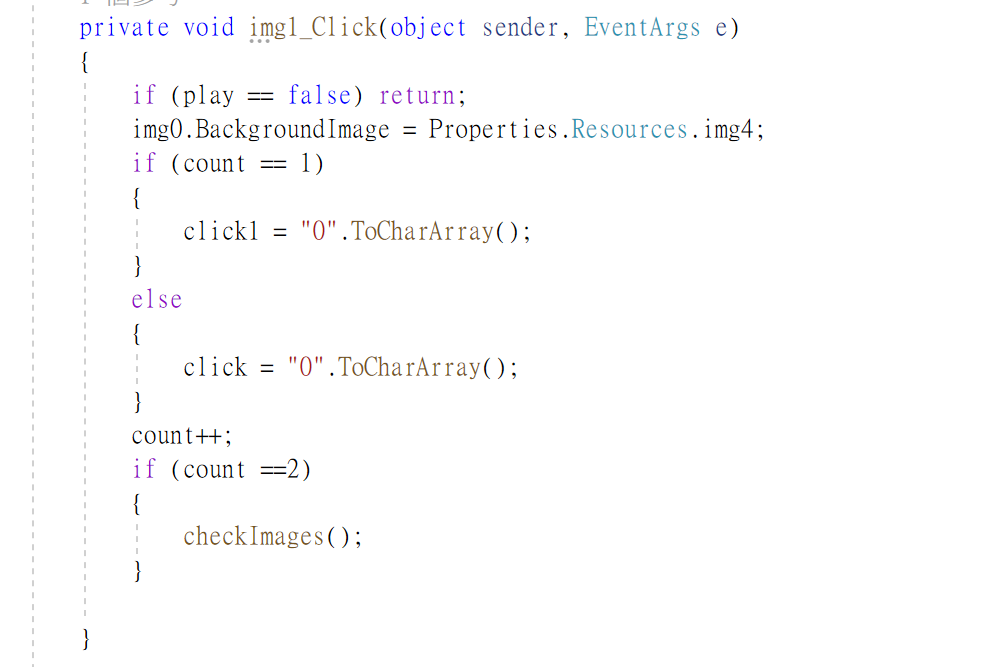 private void img1_Click(object sender, EventArgs e)
{
if (play == false) return;
img0.BackgroundImage = Properties.Resources.img4;
if (count == 1)
{
click1 = "0".ToCharArray();
}
else
{
click = "0".ToCharArray();
}
count++;
if (count ==2)
{
checkImages();
}
}